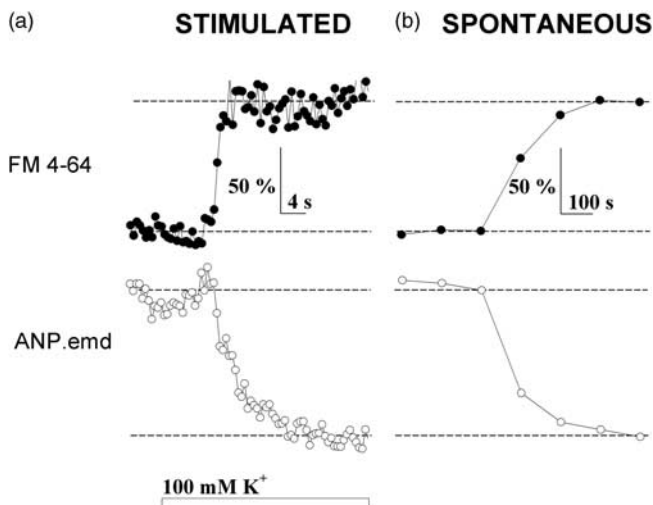 (a) STIMULATED
(b) SPONTANEOUS
FM 4-64
50 %
4 s
50 %
100 s
ANP.emd
100 mM K⁺